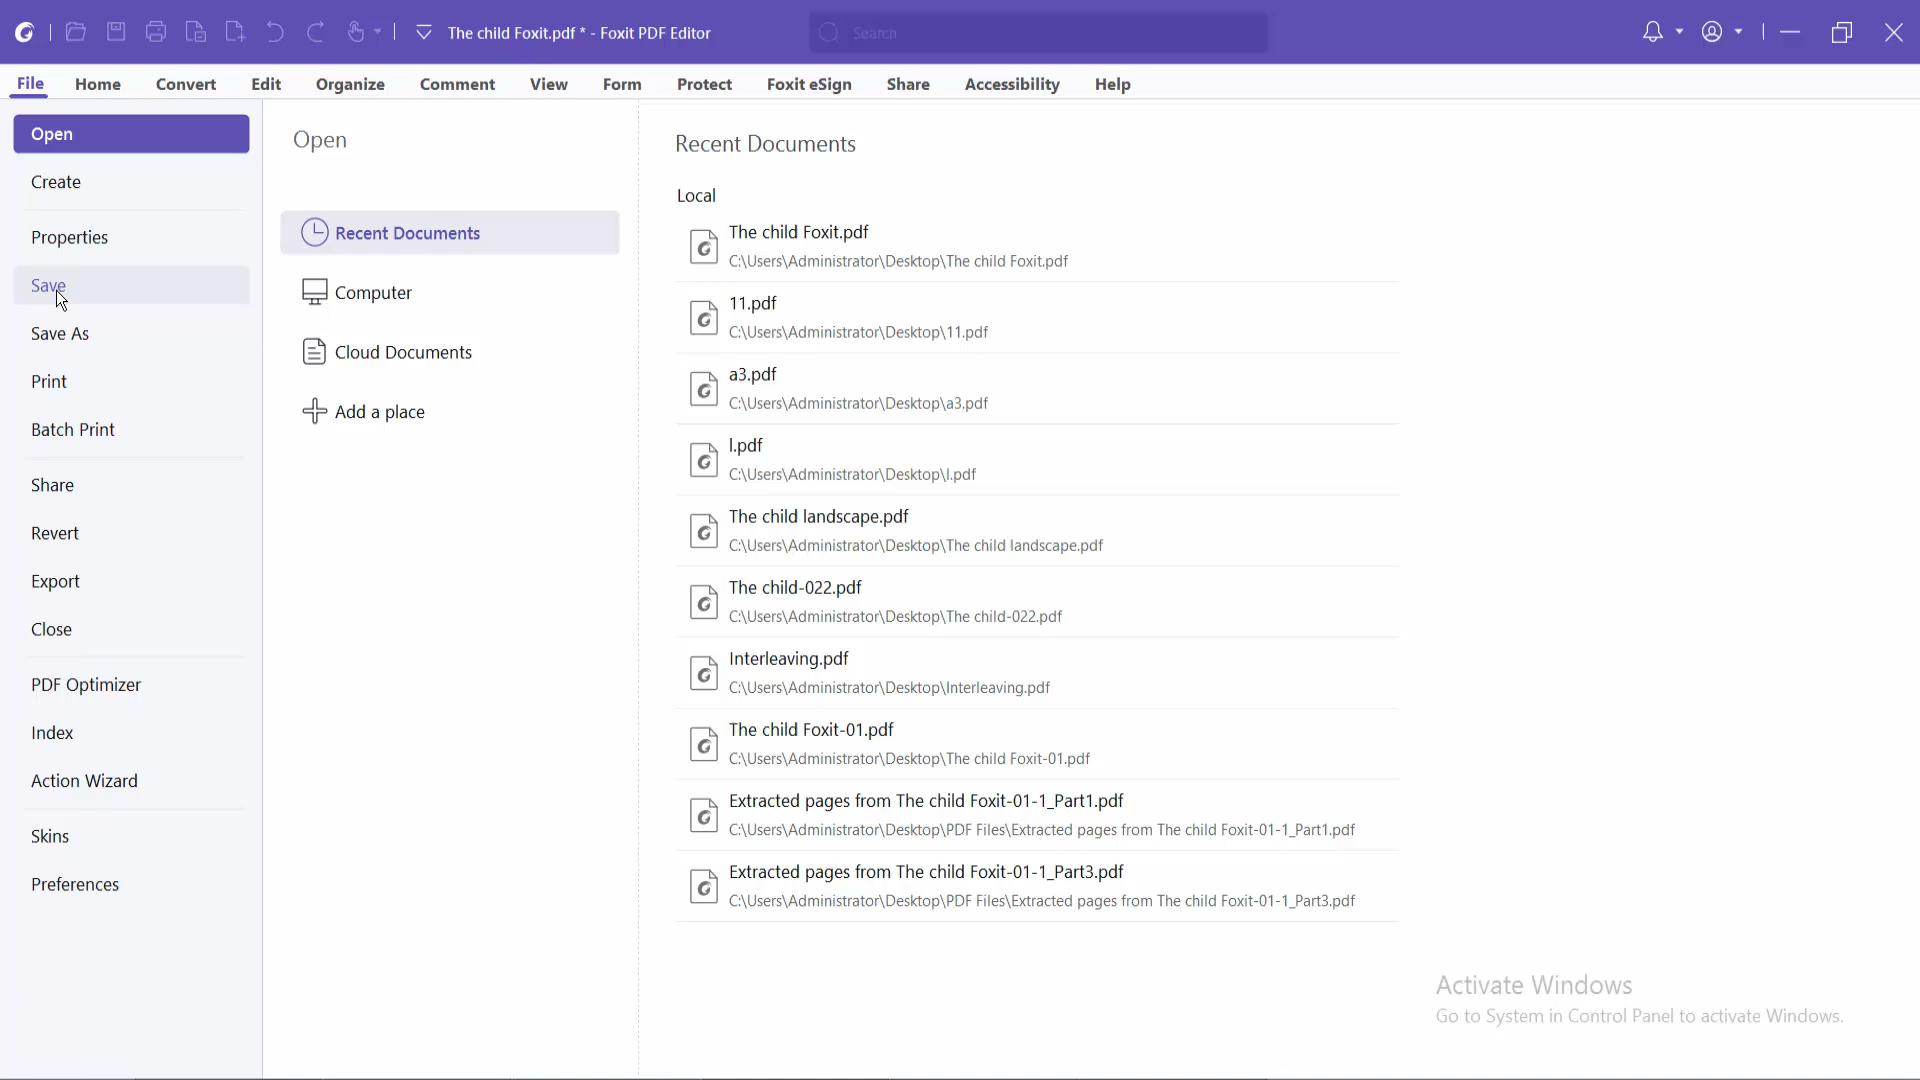 The child Foxit.pdf * - Foxit PDF Editor
Search
File
Home
Convert
Edit
Organize
Comment
View
Form
Protect
Foxit eSign
Share
Accessibility
Help
Open
Create
Properties
Save
Save As
Print
Batch Print
Share
Revert
Export
Close
PDF Optimizer
Index
Action Wizard
Skins
Preferences
Open
Recent Documents
Computer
Cloud Documents
Add a place
Recent Documents
Local
The child Foxit.pdf
C:\Users\Administrator\Desktop\The child Foxit.pdf
11.pdf
C:\Users\Administrator\Desktop\11.pdf
a3.pdf
C:\Users\Administrator\Desktop\a3.pdf
l.pdf
C:\Users\Administrator\Desktop\l.pdf
The child landscape.pdf
C:\Users\Administrator\Desktop\The child landscape.pdf
The child-022.pdf
C:\Users\Administrator\Desktop\The child-022.pdf
Interleaving.pdf
C:\Users\Administrator\Desktop\Interleaving.pdf
The child Foxit-01.pdf
C:\Users\Administrator\Desktop\The child Foxit-01.pdf
Extracted pages from The child Foxit-01-1_Part1.pdf
C:\Users\Administrator\Desktop\PDF Files\Extracted pages from The child Foxit-01-1_Part1.pdf
Extracted pages from The child Foxit-01-1_Part3.pdf
C:\Users\Administrator\Desktop\PDF Files\Extracted pages from The child Foxit-01-1_Part3.pdf
Activate Windows
Go to System in Control Panel to activate Windows.